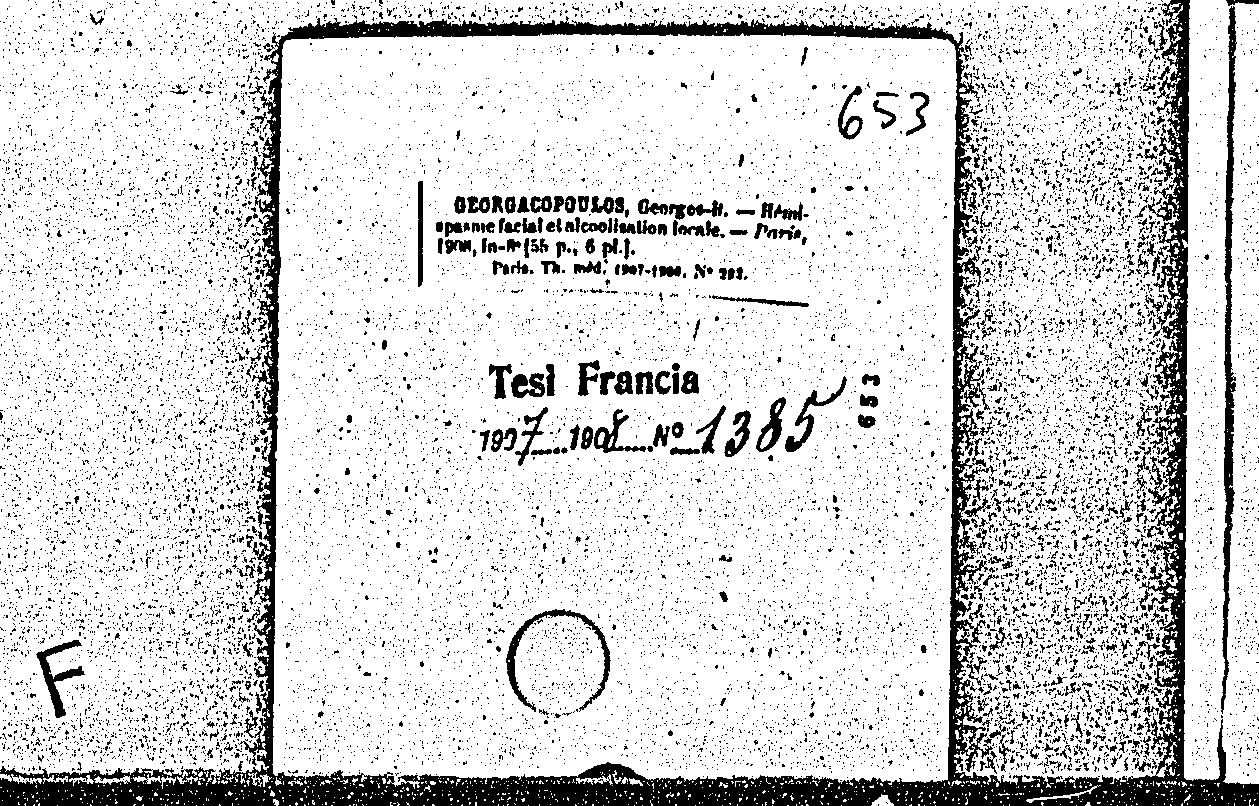 653
GEORGACOPOULOS, Georges-H. — Hémi-
spasme facial et alcoolisation locale. — Paris,
1908, In-8° [55 p., 6 pl.].
Paris. Th. méd. 1907-1908. N°
Tesi Francia
1907 1908 Nº 1385
653
F